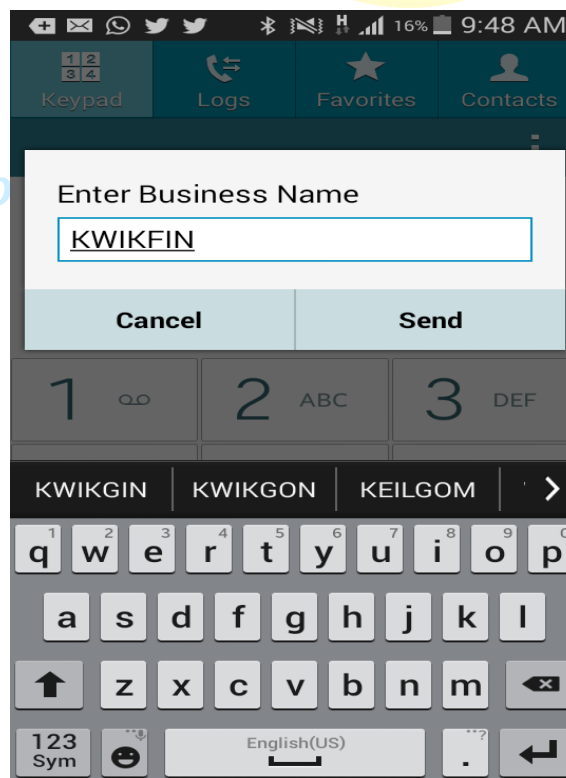 16% 9:48 AM
1 2
3 4
Keypad Logs Favorites Contacts
Enter Business Name
KWIKFIN
Cancel Send
1 2 ABC 3 DEF
KWIKGIN KWIKGON KEILGOM
1 2 3 4 5 6 7 8 9 0
q w e r t y u i o p
a s d f g h j k l
z x c v b n m
123
Sym English(US) . ?